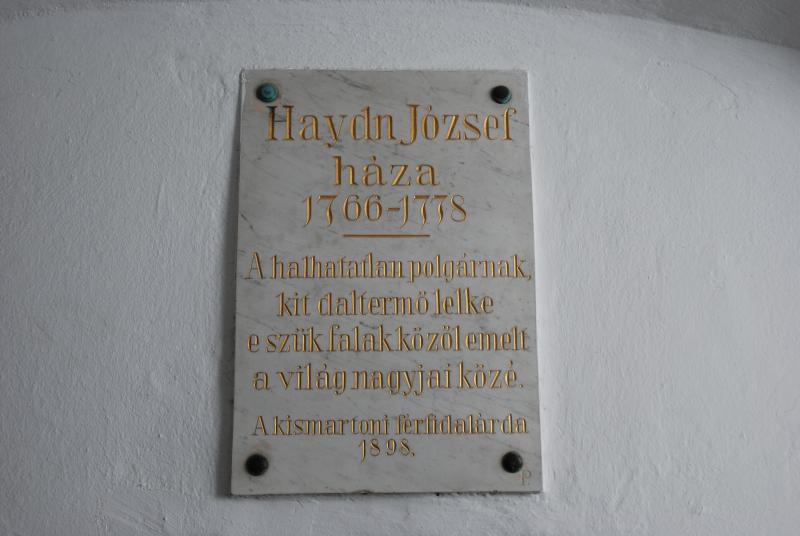 Haydn József
háza
1766-1778
A halhatatlan polgárnak,
kit daltermő lelke
e szük falak közől emelt
a világ nagyjai közé.
A kismartoni férfidalárda
1898.
P.